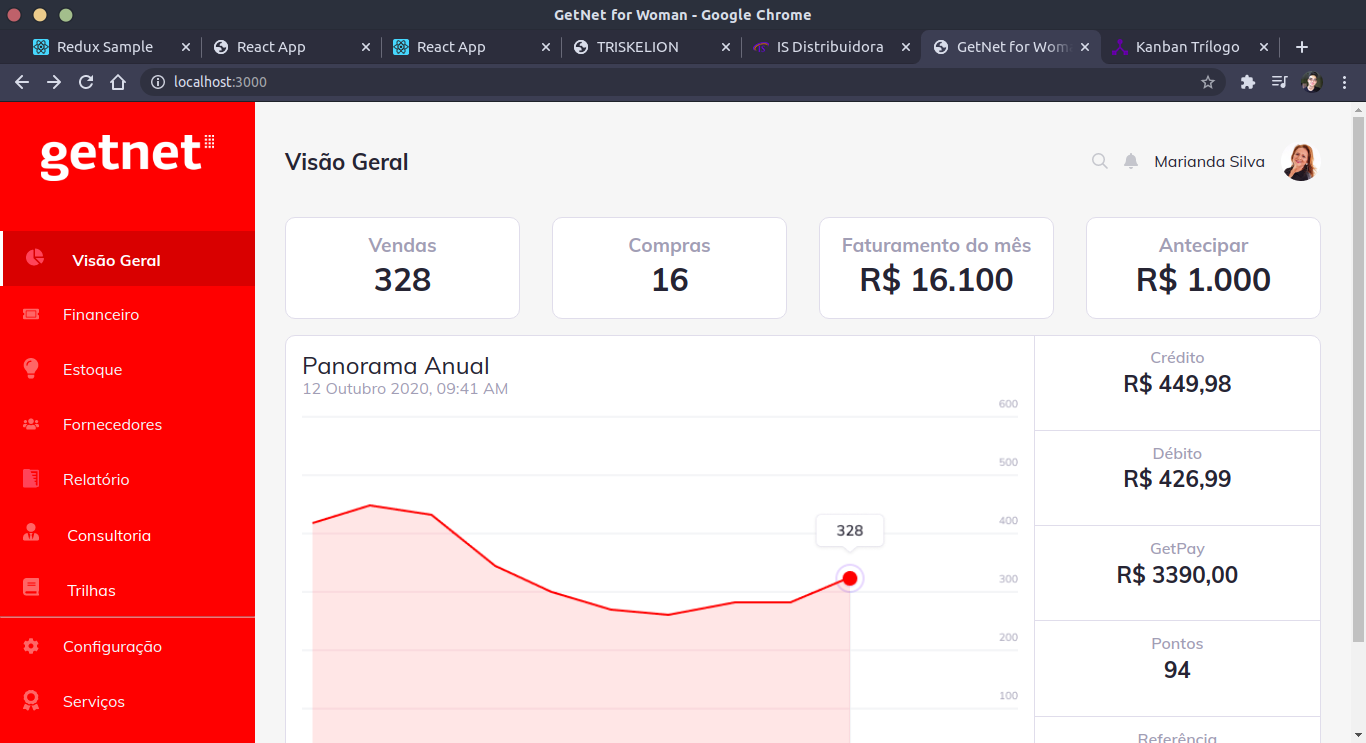 GetNet for Woman - Google Chrome
Redux Sample
React App
React App
TRISKELION
IS Distribuidora
GetNet for Wom
Kanban Trílogo
localhost:3000
getnet
Visão Geral
Financeiro
Estoque
Fornecedores
Relatório
Consultoria
Trilhas
Configuração
Serviços
Visão Geral
Marianda Silva
Vendas
328
Compras
16
Faturamento do mês
R$ 16.100
Antecipar
R$ 1.000
Panorama Anual
12 Outubro 2020, 09:41 AM
600
500
400
300
200
100
328
Crédito
R$ 449,98
Débito
R$ 426,99
GetPay
R$ 3390,00
Pontos
94
Referência